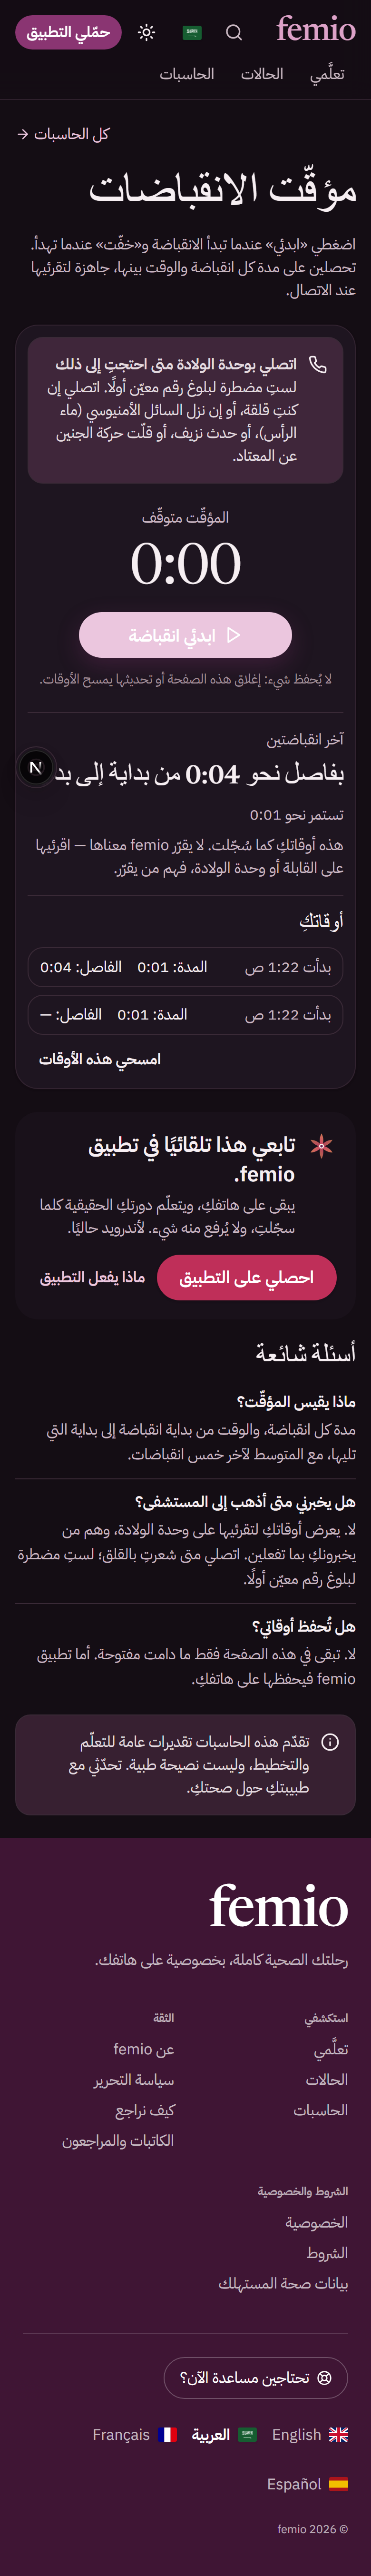 femio
حمّلي التطبيق
تعلَّمي
الحالات
الحاسبات
كل الحاسبات
مؤقّت الانقباضات
اضغطي «ابدئي» عندما تبدأ الانقباضة و«خفّت» عندما تهدأ.
تحصلين على مدة كل انقباضة والوقت بينها، جاهزة لتقرئيها
عند الاتصال.
اتصلي بوحدة الولادة متى احتجتِ إلى ذلك
لستِ مضطرة لبلوغ رقم معيّن أولًا. اتصلي إن
كنتِ قلقة، أو إن نزل السائل الأمنيوسي (ماء
الرأس)، أو حدث نزيف، أو قلّت حركة الجنين
عن المعتاد.
المؤقّت متوقّف
0:00
ابدئي انقباضة
لا يُحفظ شيء: إغلاق هذه الصفحة أو تحديثها يمسح الأوقات.
آخر انقباضتين
بفاصل نحو 0:04 من بداية إلى
N
تستمر نحو 0:01
هذه أوقاتكِ كما سُجّلت. لا يقرّر femio معناها — اقرئيها
على القابلة أو وحدة الولادة، فهم من يقرّر.
أوقاتكِ
بدأت 1:22 ص المدة: 0:01 الفاصل: 0:04
بدأت 1:22 ص المدة: 0:01 الفاصل: —
امسحي هذه الأوقات
تابعي هذا تلقائيًا في تطبيق
femio.
يبقى على هاتفكِ، ويتعلّم دورتكِ الحقيقية كلما
سجّلتِ، ولا يُرفع منه شيء. لأندرويد حاليًا.
احصلي على التطبيق
ماذا يفعل التطبيق
أسئلة شائعة
ماذا يقيس المؤقّت؟
مدة كل انقباضة، والوقت من بداية انقباضة إلى بداية التي
تليها، مع المتوسط لآخر خمس انقباضات.
هل يخبرني متى أذهب إلى المستشفى؟
لا. يعرض أوقاتكِ لتقرئيها على وحدة الولادة، وهم من
يخبرونكِ بما تفعلين. اتصلي متى شعرتِ بالقلق؛ لستِ مضطرة
لبلوغ رقم معيّن أولًا.
هل تُحفظ أوقاتي؟
لا. تبقى في هذه الصفحة فقط ما دامت مفتوحة. أما تطبيق
femio فيحفظها على هاتفكِ.
تقدّم هذه الحاسبات تقديرات عامة للتعلّم
والتخطيط، وليست نصيحة طبية. تحدّثي مع
طبيبتكِ حول صحتكِ.
femio
رحلتك الصحية كاملة، بخصوصية على هاتفك.
استكشفي
تعلَّمي
الحالات
الحاسبات
الثقة
عن femio
سياسة التحرير
كيف نراجع
الكاتبات والمراجعون
الشروط والخصوصية
الخصوصية
الشروط
بيانات صحة المستهلك
تحتاجين مساعدة الآن؟
English
العربية
Français
Español
© 2026 femio